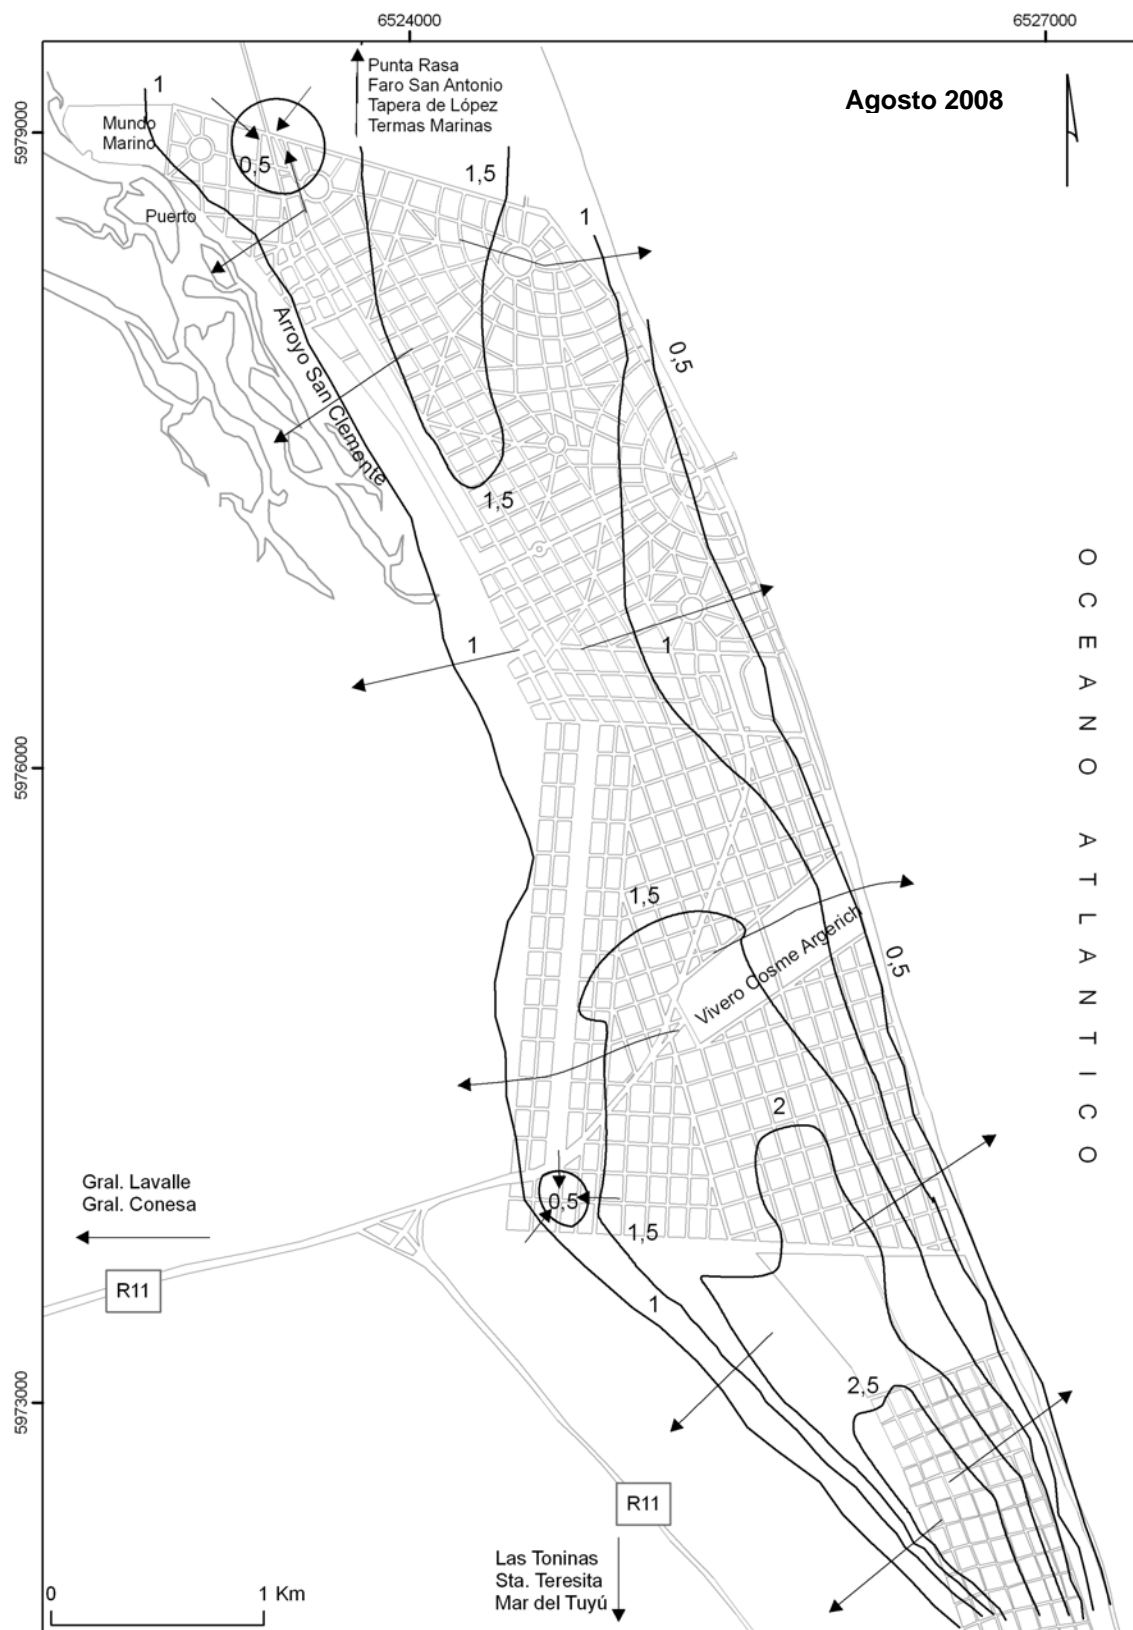 6524000
6527000
Punta Rasa
Faro San Antonio
Tapera de López
Termas Marinas
Agosto 2008
1
Mundo
Marino
5979000
0,5
1,5
Puerto
1
0,5
Arroyo San Clemente
1,5
OCEANO ATLANTICO
1
1
5976000
1,5
Vivero Cosme Argerich
0,5
2
Gral. Lavalle
Gral. Conesa
0,5
1,5
R11
1
2,5
5973000
R11
Las Toninas
Sta. Teresita
Mar del Tuyú
0
1 Km